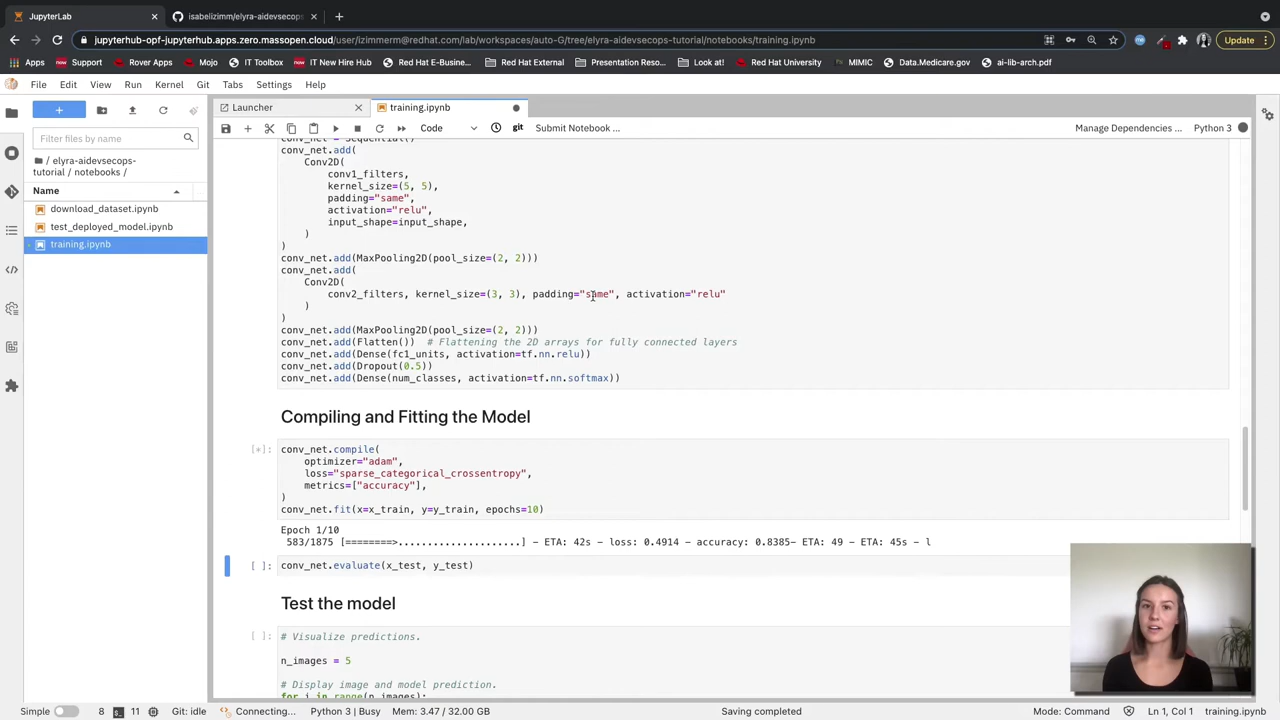 JupyterLab
isabelizimm/elyra-aidevsecops
jupyterhub-opf-jupyterhub.apps.zero.massopen.cloud/user/izimmerm@redhat.com/lab/workspaces/auto-G/tree/elyra-aidevsecops-tutorial/notebooks/training.ipynb
Update
Apps Support Rover Apps Mojo IT Toolbox IT New Hire Hub Red Hat E-Busine... Red Hat External Presentation Reso... Look at! Red Hat University MIMIC Data.Medicare.gov ai-lib-arch.pdf
File Edit View Run Kernel Git Tabs Settings Help
Launcher training.ipynb
Code git Submit Notebook ... Manage Dependencies ... Python 3
Filter files by name
/ elyra-aidevsecops-
tutorial / notebooks /
Name
download_dataset.ipynb
test_deployed_model.ipynb
training.ipynb
conv_net = Sequential()
conv_net.add(
Conv2D(
conv1_filters,
kernel_size=(5, 5),
padding="same",
activation="relu",
input_shape=input_shape,
)
)
conv_net.add(MaxPooling2D(pool_size=(2, 2)))
conv_net.add(
Conv2D(
conv2_filters, kernel_size=(3, 3), padding="same", activation="relu"
)
)
conv_net.add(MaxPooling2D(pool_size=(2, 2)))
conv_net.add(Flatten())  # Flattening the 2D arrays for fully connected layers
conv_net.add(Dense(fc1_units, activation=tf.nn.relu))
conv_net.add(Dropout(0.5))
conv_net.add(Dense(num_classes, activation=tf.nn.softmax))
Compiling and Fitting the Model
[*]: conv_net.compile(
optimizer="adam",
loss="sparse_categorical_crossentropy",
metrics=["accuracy"],
)
conv_net.fit(x=x_train, y=y_train, epochs=10)
Epoch 1/10
583/1875 [========>.....................] - ETA: 42s - loss: 0.4914 - accuracy: 0.8385- ETA: 49 - ETA: 45s - l
[ ]: conv_net.evaluate(x_test, y_test)
Test the model
[ ]: # Visualize predictions.
n_images = 5
# Display image and model prediction.
for i in range(n_images):
Simple 8 11 Git: idle Connecting... Python 3 | Busy Mem: 3.47 / 32.00 GB Saving completed Mode: Command Ln 1, Col 1 training.ipynb